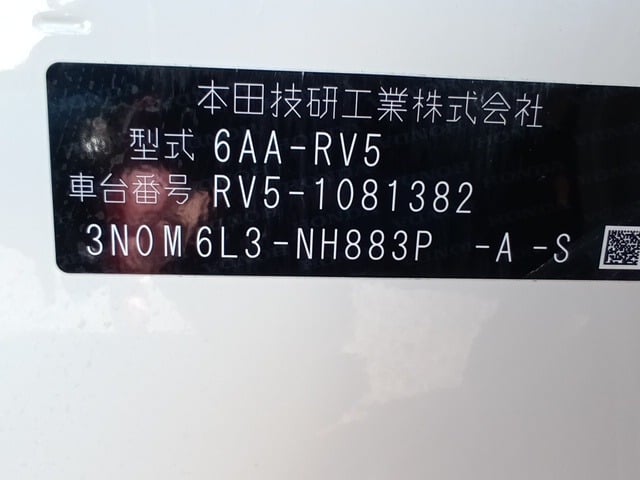 本田技研工業株式会社
型式 6AA-RV5
車台番号 RV5-1081382
3N0M6L3-NH883P -A -S